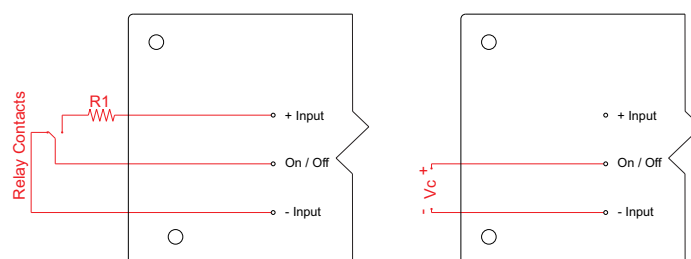 Relay Contacts
R1
+ Input
On / Off
- Input
+ Input
On / Off
- Input
+
Vc
-